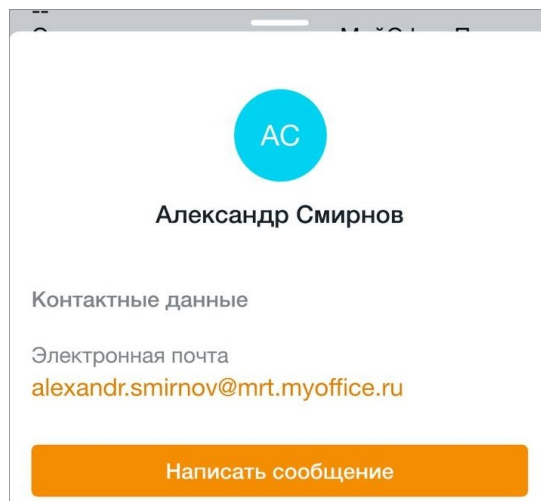 АС
Александр Смирнов
Контактные данные
Электронная почта
alexandr.smirnov@mrt.myoffice.ru
Написать сообщение